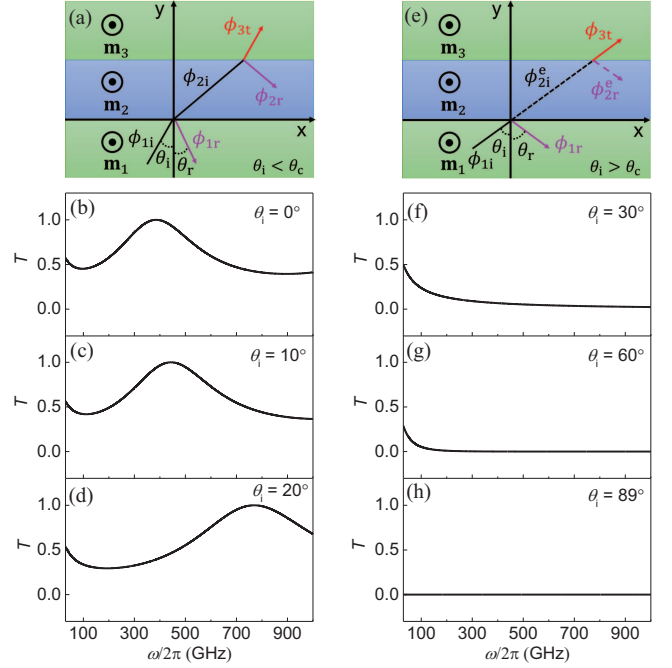 (a)
y
ϕ3t
m3
ϕ2i
ϕ2r
m2
x
ϕ1i
ϕ1r
θi
θr
m1
θi < θc
(e)
y
ϕ3t
m3
ϕ2i^e
ϕ2r^e
m2
x
ϕ1i
ϕ1r
θi
θr
m1
θi > θc
(b)
θi = 0°
1.0
0.5
0.0
T
(f)
θi = 30°
1.0
0.5
0.0
T
(c)
θi = 10°
1.0
0.5
0.0
T
(g)
θi = 60°
1.0
0.5
0.0
T
(d)
θi = 20°
1.0
0.5
0.0
T
100 300 500 700 900
ω/2π (GHz)
(h)
θi = 89°
1.0
0.5
0.0
T
100 300 500 700 900
ω/2π (GHz)